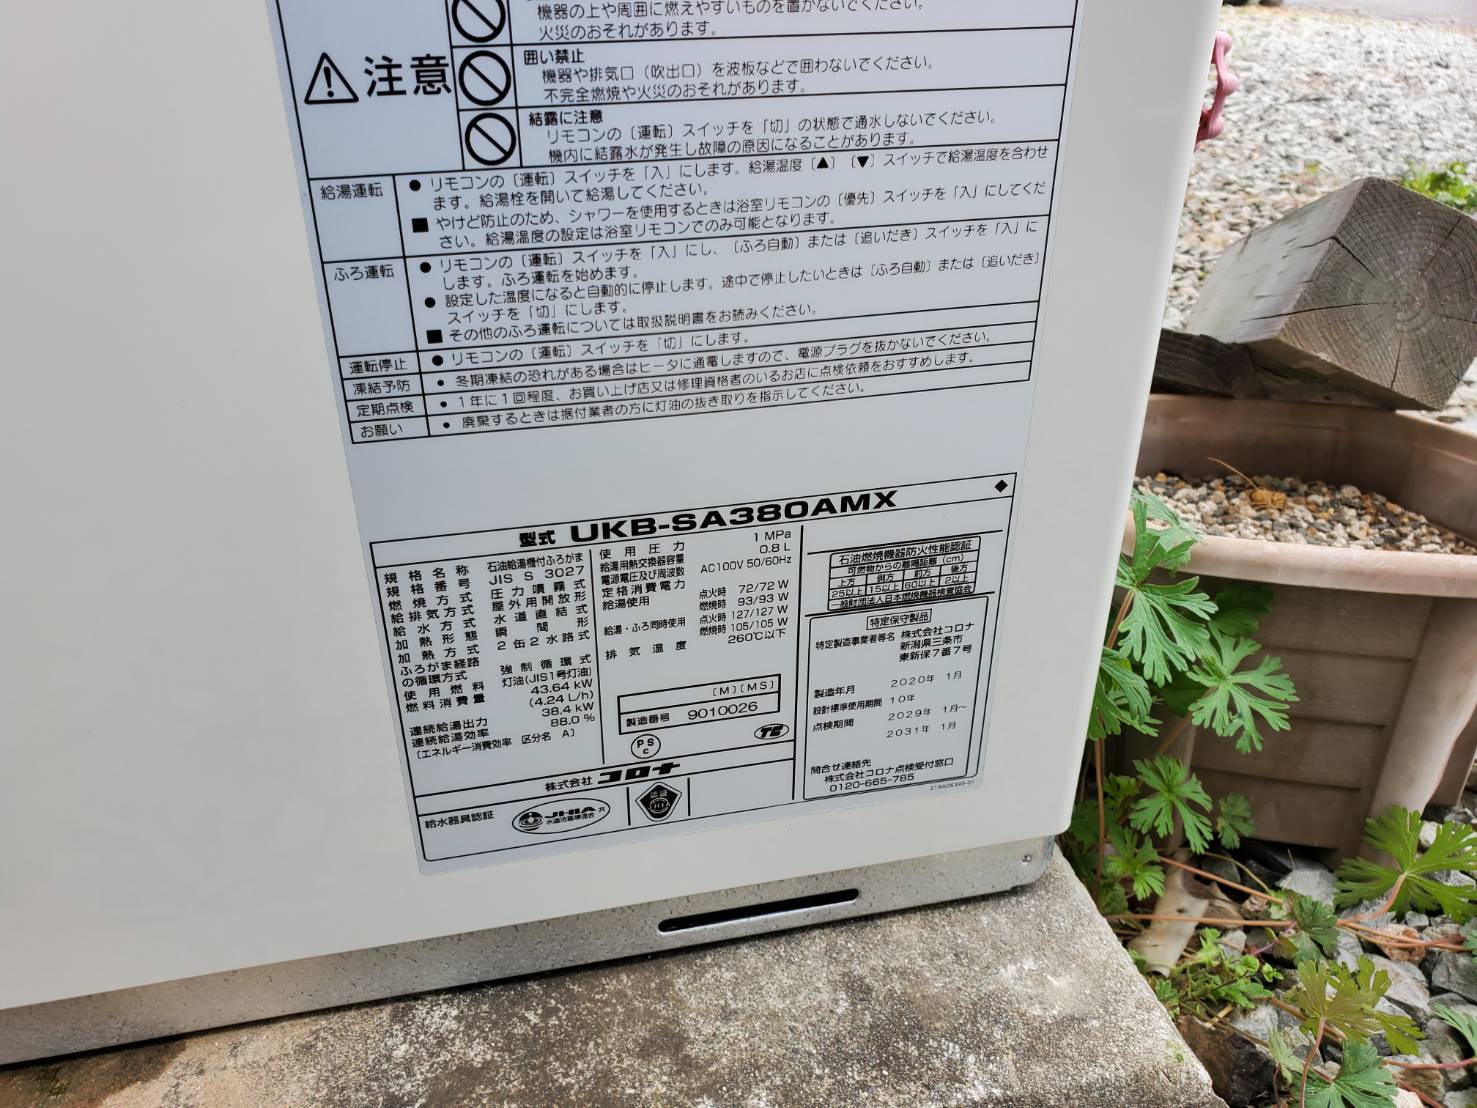 機器の上や周囲に燃えやすいものを置かないでください。
火災のおそれがあります。
注意
囲い禁止
機器や排気口（吹出口）を波板などで囲わないでください。
不完全燃焼や火災のおそれがあります。
結露に注意
リモコンの〔運転〕スイッチを「切」の状態で通水しないでください。
機内に結露水が発生し故障の原因になることがあります。
給湯運転
● リモコンの〔運転〕スイッチを「入」にします。給湯温度〔▲〕〔▼〕スイッチで給湯温度を合わせ
ます。給湯栓を開いて給湯してください。
■ やけど防止のため、シャワーを使用するときは浴室リモコンの〔優先〕スイッチを「入」にしてくだ
さい。給湯温度の設定は浴室リモコンでのみ可能となります。
ふろ運転
● リモコンの〔運転〕スイッチを「入」にし、〔ふろ自動〕または〔追いだき〕スイッチを「入」に
します。ふろ運転を始めます。
● 設定した温度になると自動的に停止します。途中で停止したいときは〔ふろ自動〕または〔追いだき〕
スイッチを「切」にします。
■ その他のふろ運転については取扱説明書をお読みください。
運転停止
● リモコンの〔運転〕スイッチを「切」にします。
凍結予防
・ 冬期凍結の恐れがある場合はヒータに通電しますので、電源プラグを抜かないでください。
定期点検
・ 1年に1回程度、お買い上げ店又は修理資格者のいるお店に点検依頼をおすすめします。
お願い
・ 廃棄するときは据付業者の方に灯油の抜き取りを指示してください。
型式 UKB-SA380AMX ◆
規格名称 石油給湯機付ふろがま
規格番号 JIS S 3027
燃焼方式 圧力噴霧式
給排気方式 屋外用開放形
給水方式 水道直結式
加熱形態 瞬間形
加熱方式 2缶2水路式
ふろがま経路
の循環方式 強制循環式
使用燃料 灯油(JIS1号灯油)
燃料消費量 43.64 kW
(4.24 L/h)
連続給湯出力 38.4 kW
連続給湯効率 88.0 %
〔エネルギー消費効率 区分名 A〕
使用圧力 1 MPa
給湯用熱交換器容量 0.8 L
電源電圧及び周波数 AC100V 50/60Hz
定格消費電力
給湯使用 点火時 72/72 W
燃焼時 93/93 W
給湯・ふろ同時使用 点火時 127/127 W
燃焼時 105/105 W
排気温度 260℃以下
〔M〕〔MS〕
製造番号 9010026
PS
C
株式会社 コロナ
給水器具認証
JHIA
認証
石油燃焼機器防火性能認証
可燃物からの離隔距離（cm）
上方 側方 前方 後方
25以上 15以上 60以上 2以上
一般財団法人日本燃焼機器検査協会
特定保守製品
特定製造事業者等名 株式会社コロナ
新潟県三条市
東新保7番7号
製造年月 2020年 1月
設計標準使用期間 10年
点検期間 2029年 1月～
2031年 1月
問合せ連絡先
株式会社コロナ点検受付窓口
0120-665-785